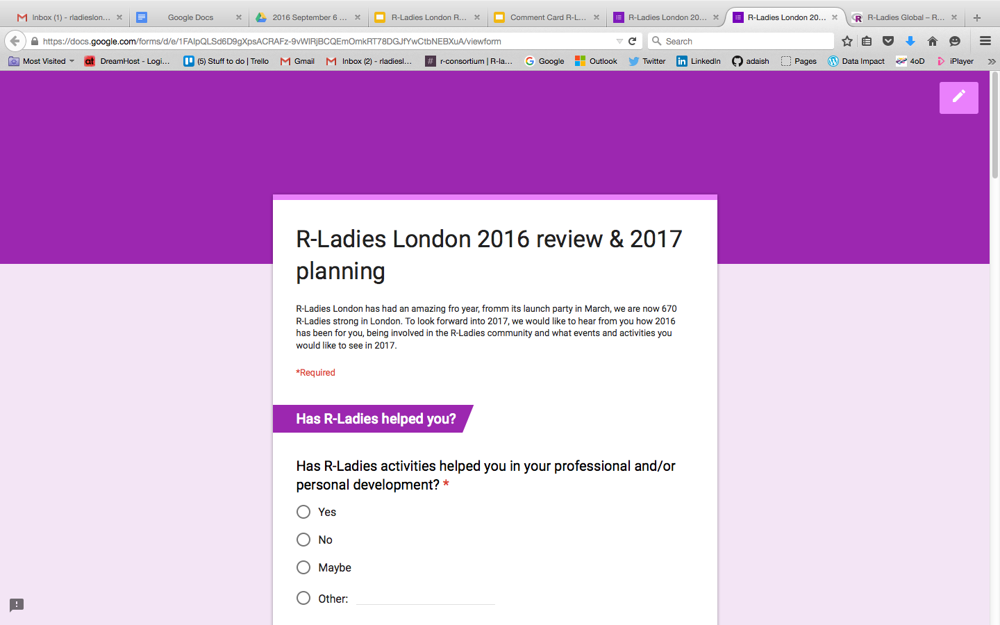 Inbox (1) - rladieslon...
Google Docs
2016 September 6 ...
R-Ladies London R...
Comment Card R-L...
R-Ladies London 20...
R-Ladies London 20...
R-Ladies Global – R...
https://docs.google.com/forms/d/e/1FAIpQLSd6D9gXpsACRAFz-9vWlRjBCQEmOmkRT78DGJfYwCtbNEBXuA/viewform
Search
Most Visited
at DreamHost - Logi...
(5) Stuff to do | Trello
Gmail
Inbox (2) - rladiesl...
# r-consortium | R-la...
G Google
Outlook
Twitter
in LinkedIn
adaish
Pages
Data Impact
4oD
iPlayer
R-Ladies London 2016 review & 2017
planning
R-Ladies London has had an amazing fro year, fromm its launch party in March, we are now 670
R-Ladies strong in London. To look forward into 2017, we would like to hear from you how 2016
has been for you, being involved in the R-Ladies community and what events and activities you
would like to see in 2017.
*Required
Has R-Ladies helped you?
Has R-Ladies activities helped you in your professional and/or
personal development? *
Yes
No
Maybe
Other: